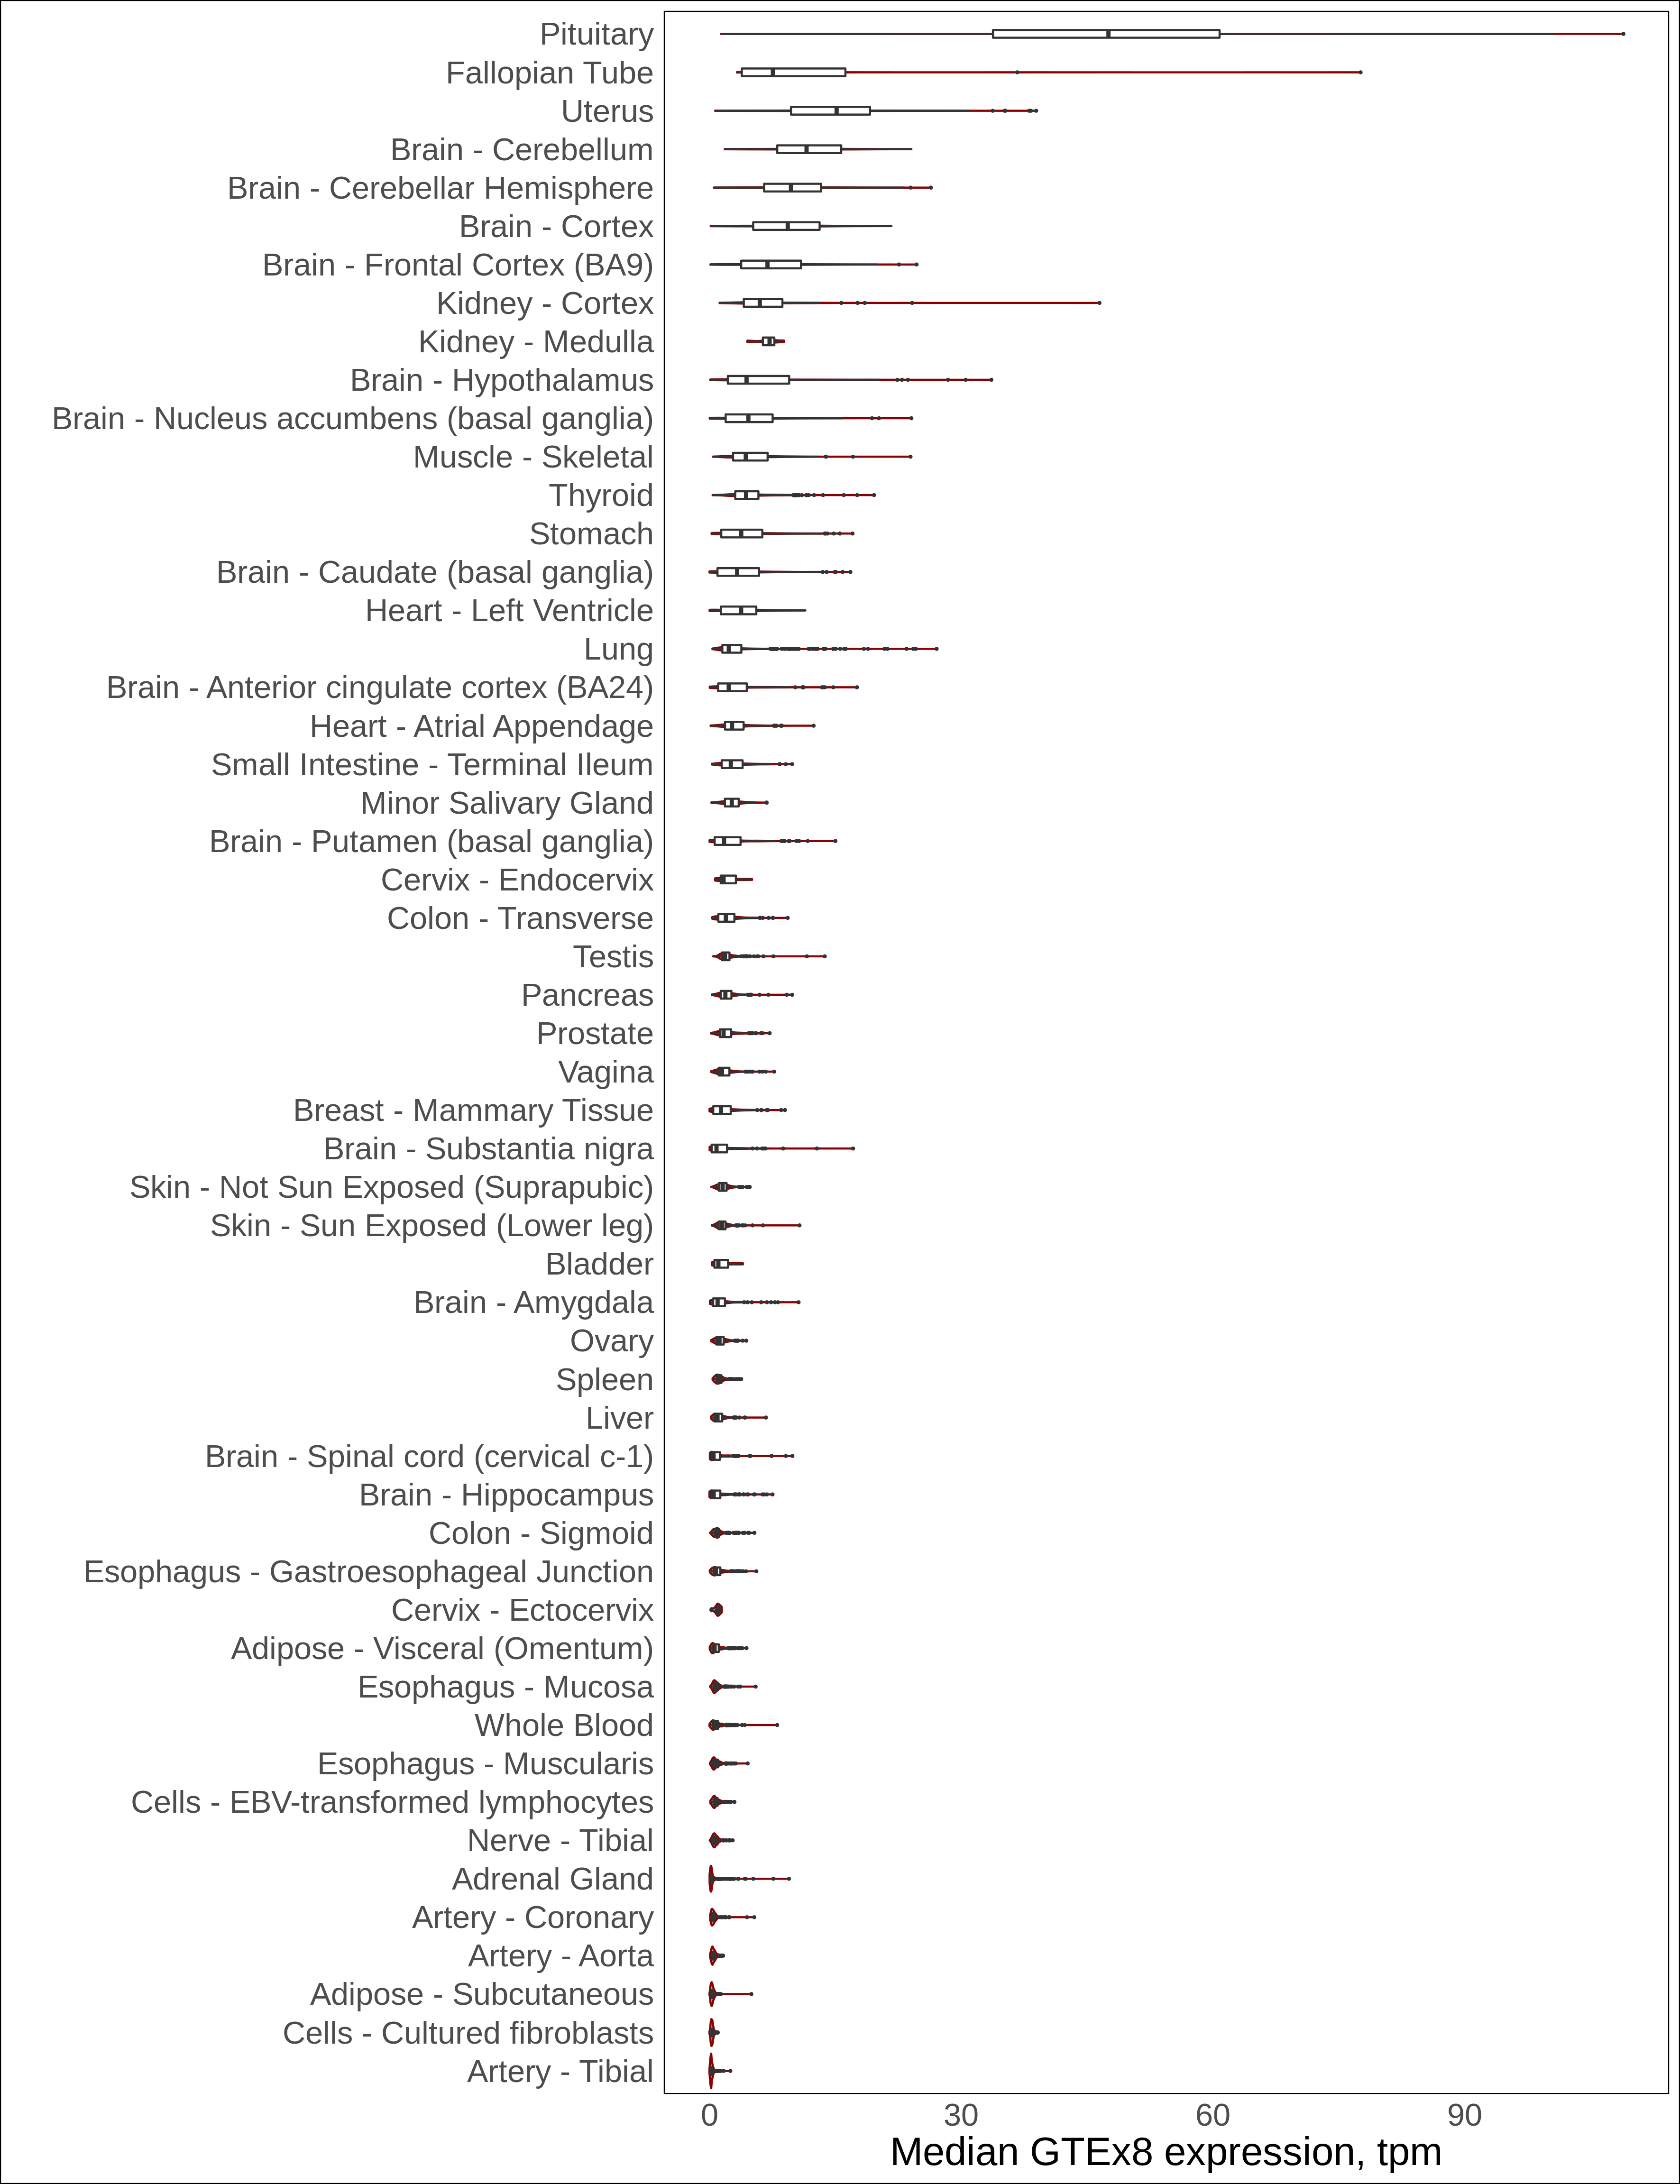 Pituitary
Fallopian Tube
Uterus
Brain - Cerebellum
Brain - Cerebellar Hemisphere
Brain - Cortex
Brain - Frontal Cortex (BA9)
Kidney - Cortex
Kidney - Medulla
Brain - Hypothalamus
Brain - Nucleus accumbens (basal ganglia)
Muscle - Skeletal
Thyroid
Stomach
Brain - Caudate (basal ganglia)
Heart - Left Ventricle
Lung
Brain - Anterior cingulate cortex (BA24)
Heart - Atrial Appendage
Small Intestine - Terminal Ileum
Minor Salivary Gland
Brain - Putamen (basal ganglia)
Cervix - Endocervix
Colon - Transverse
Testis
Pancreas
Prostate
Vagina
Breast - Mammary Tissue
Brain - Substantia nigra
Skin - Not Sun Exposed (Suprapubic)
Skin - Sun Exposed (Lower leg)
Bladder
Brain - Amygdala
Ovary
Spleen
Liver
Brain - Spinal cord (cervical c-1)
Brain - Hippocampus
Colon - Sigmoid
Esophagus - Gastroesophageal Junction
Cervix - Ectocervix
Adipose - Visceral (Omentum)
Esophagus - Mucosa
Whole Blood
Esophagus - Muscularis
Cells - EBV-transformed lymphocytes
Nerve - Tibial
Adrenal Gland
Artery - Coronary
Artery - Aorta
Adipose - Subcutaneous
Cells - Cultured fibroblasts
Artery - Tibial
0 30 60 90
Median GTEx8 expression, tpm